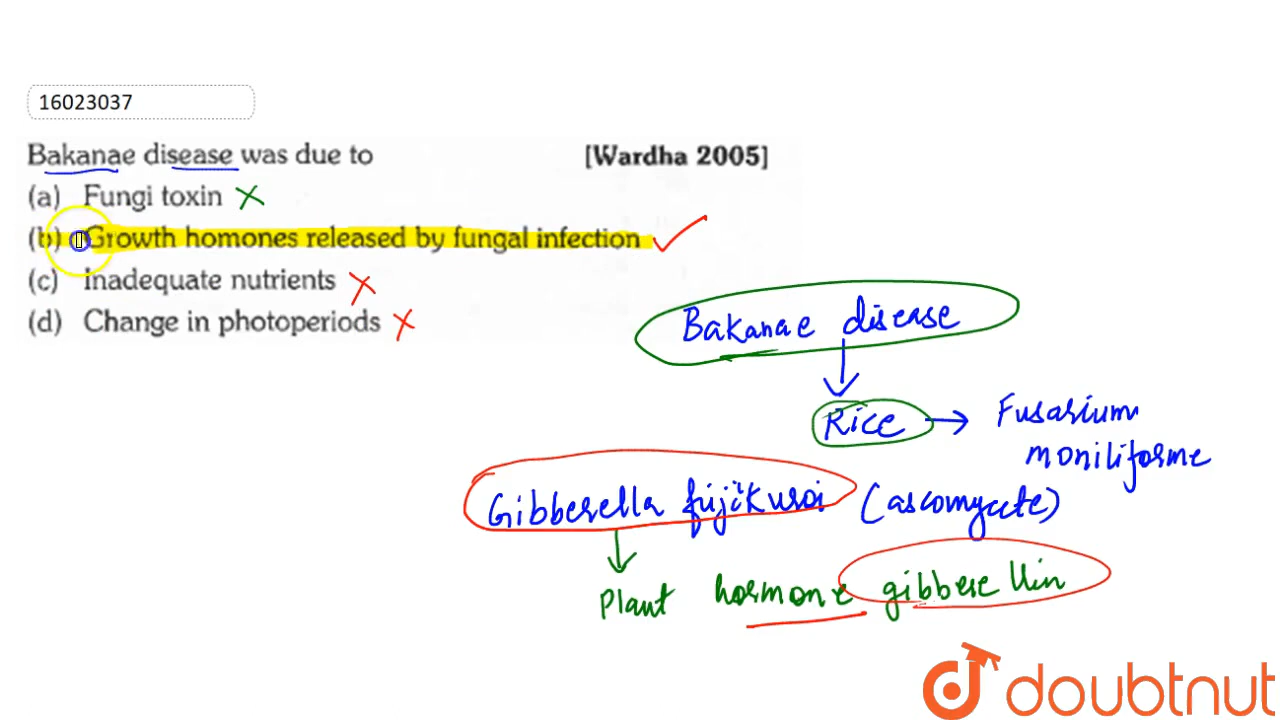 16023037
Bakanae disease was due to [Wardha 2005]
(a) Fungi toxin
(b) Growth homones released by fungal infection
(c) Inadequate nutrients
(d) Change in photoperiods
Bakanae disease
Rice → Fusarium
moniliforme
Gibberella fujikuroi (ascomycete)
Plant hormone gibberellin
doubtnut